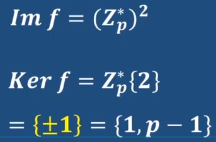 Im f = (Z*ₚ)²
Ker f = Z*ₚ{2}
= {±1} = {1, p − 1}